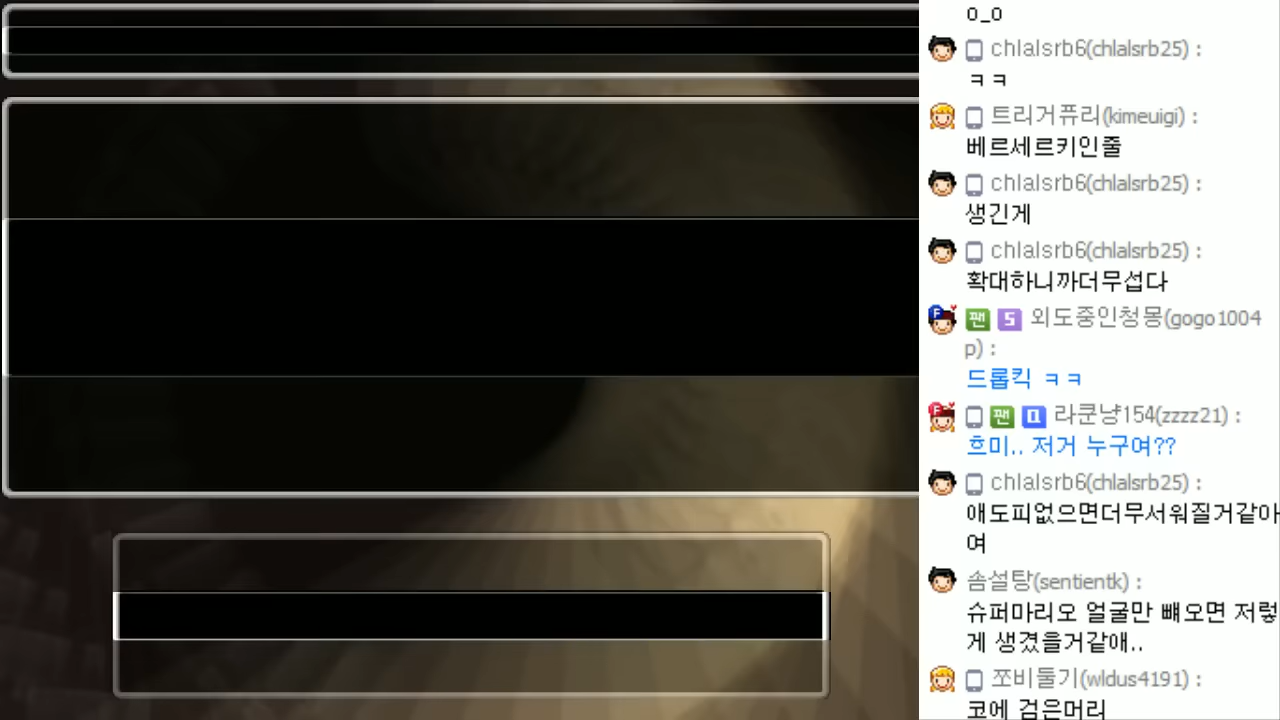 o_o
chlalsrb6(chlalsrb25) :
ㅋㅋ
트리거퓨리(kimeuigi) :
베르세르키인줄
chlalsrb6(chlalsrb25) :
생긴게
chlalsrb6(chlalsrb25) :
확대하니까더무섭다
팬 S 외도중인청몽(gogo1004
p) :
드롭킥 ㅋㅋ
팬 라쿤냥154(zzzz21) :
흐미.. 저거 누구여??
chlalsrb6(chlalsrb25) :
애도피없으면더무서워질거같아
여
솜설탕(sentientk) :
슈퍼마리오 얼굴만 빼오면 저렇
게 생겼을거같애..
쪼비둘기(wldus4191) :
코에 검은머리